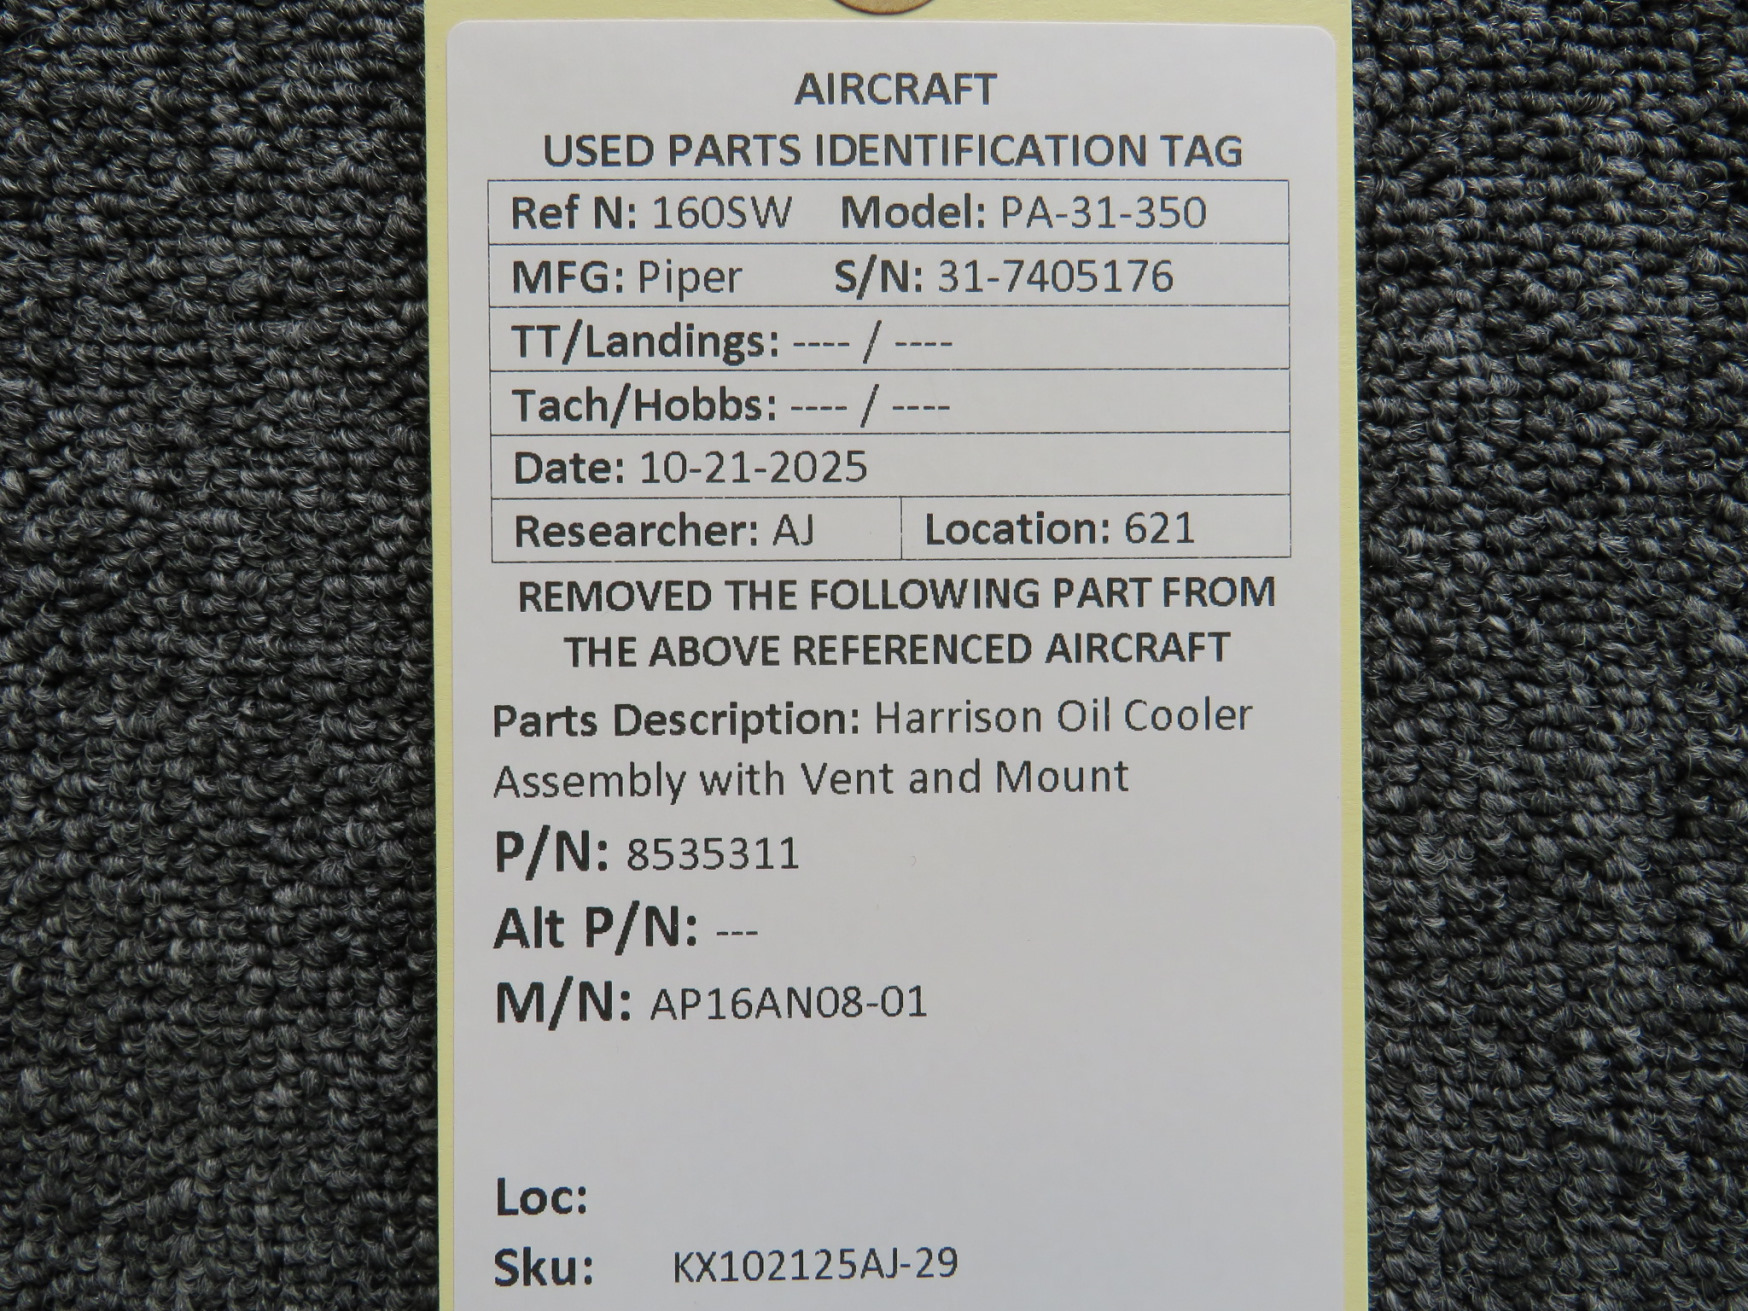 AIRCRAFT
USED PARTS IDENTIFICATION TAG
Ref N: 160SW Model: PA-31-350
MFG: Piper S/N: 31-7405176
TT/Landings: ---- / ----
Tach/Hobbs: ---- / ----
Date: 10-21-2025
Researcher: AJ Location: 621
REMOVED THE FOLLOWING PART FROM
THE ABOVE REFERENCED AIRCRAFT
Parts Description: Harrison Oil Cooler
Assembly with Vent and Mount
P/N: 8535311
Alt P/N: ---
M/N: AP16AN08-01
Loc:
Sku: KX102125AJ-29